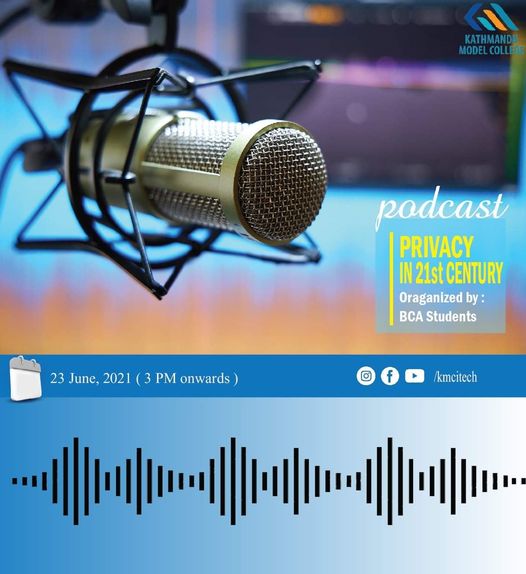 KATHMANDU
MODEL COLLEGE
podcast
PRIVACY
IN 21st CENTURY
Oraganized by :
BCA Students
23 June, 2021 ( 3 PM onwards )
/kmcitech